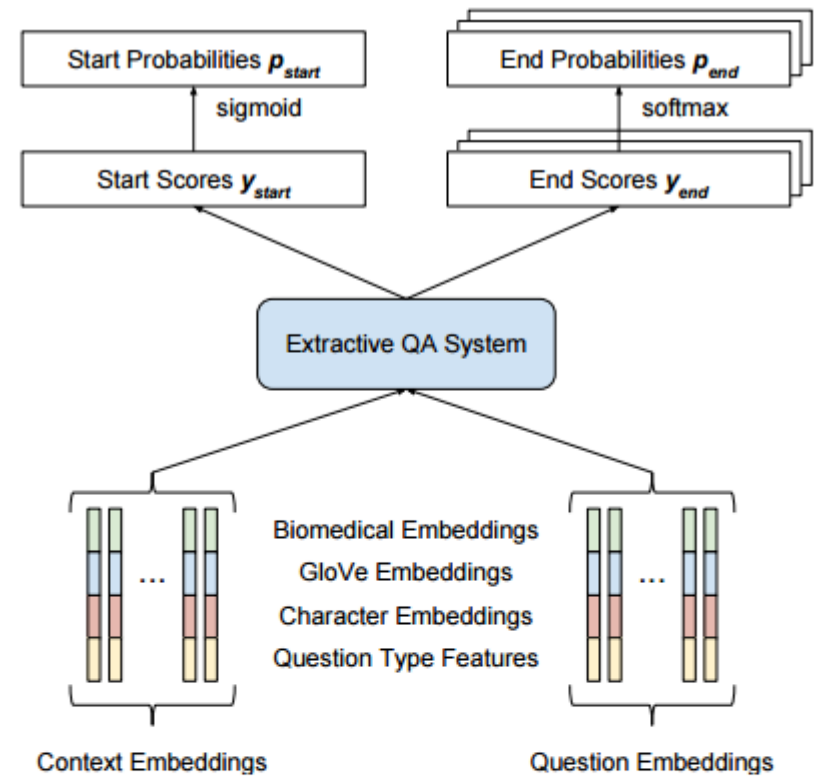 Start Probabilities p_start
End Probabilities p_end
sigmoid
softmax
Start Scores y_start
End Scores y_end
Extractive QA System
Biomedical Embeddings
GloVe Embeddings
...
...
Character Embeddings
Question Type Features
Context Embeddings
Question Embeddings